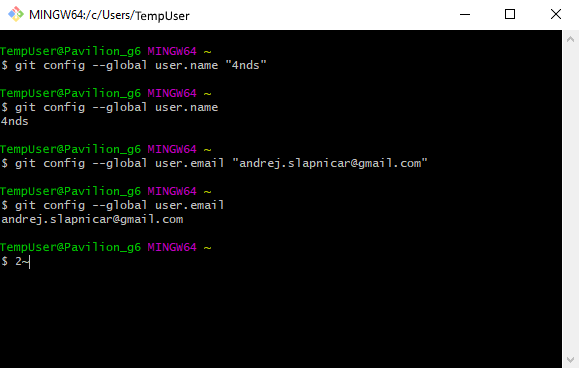 MINGW64:/c/Users/TempUser
TempUser@Pavilion_g6 MINGW64 ~
$ git config --global user.name "4nds"
TempUser@Pavilion_g6 MINGW64 ~
$ git config --global user.name
4nds
TempUser@Pavilion_g6 MINGW64 ~
$ git config --global user.email "andrej.slapnicar@gmail.com"
TempUser@Pavilion_g6 MINGW64 ~
$ git config --global user.email
andrej.slapnicar@gmail.com
TempUser@Pavilion_g6 MINGW64 ~
$ 2~